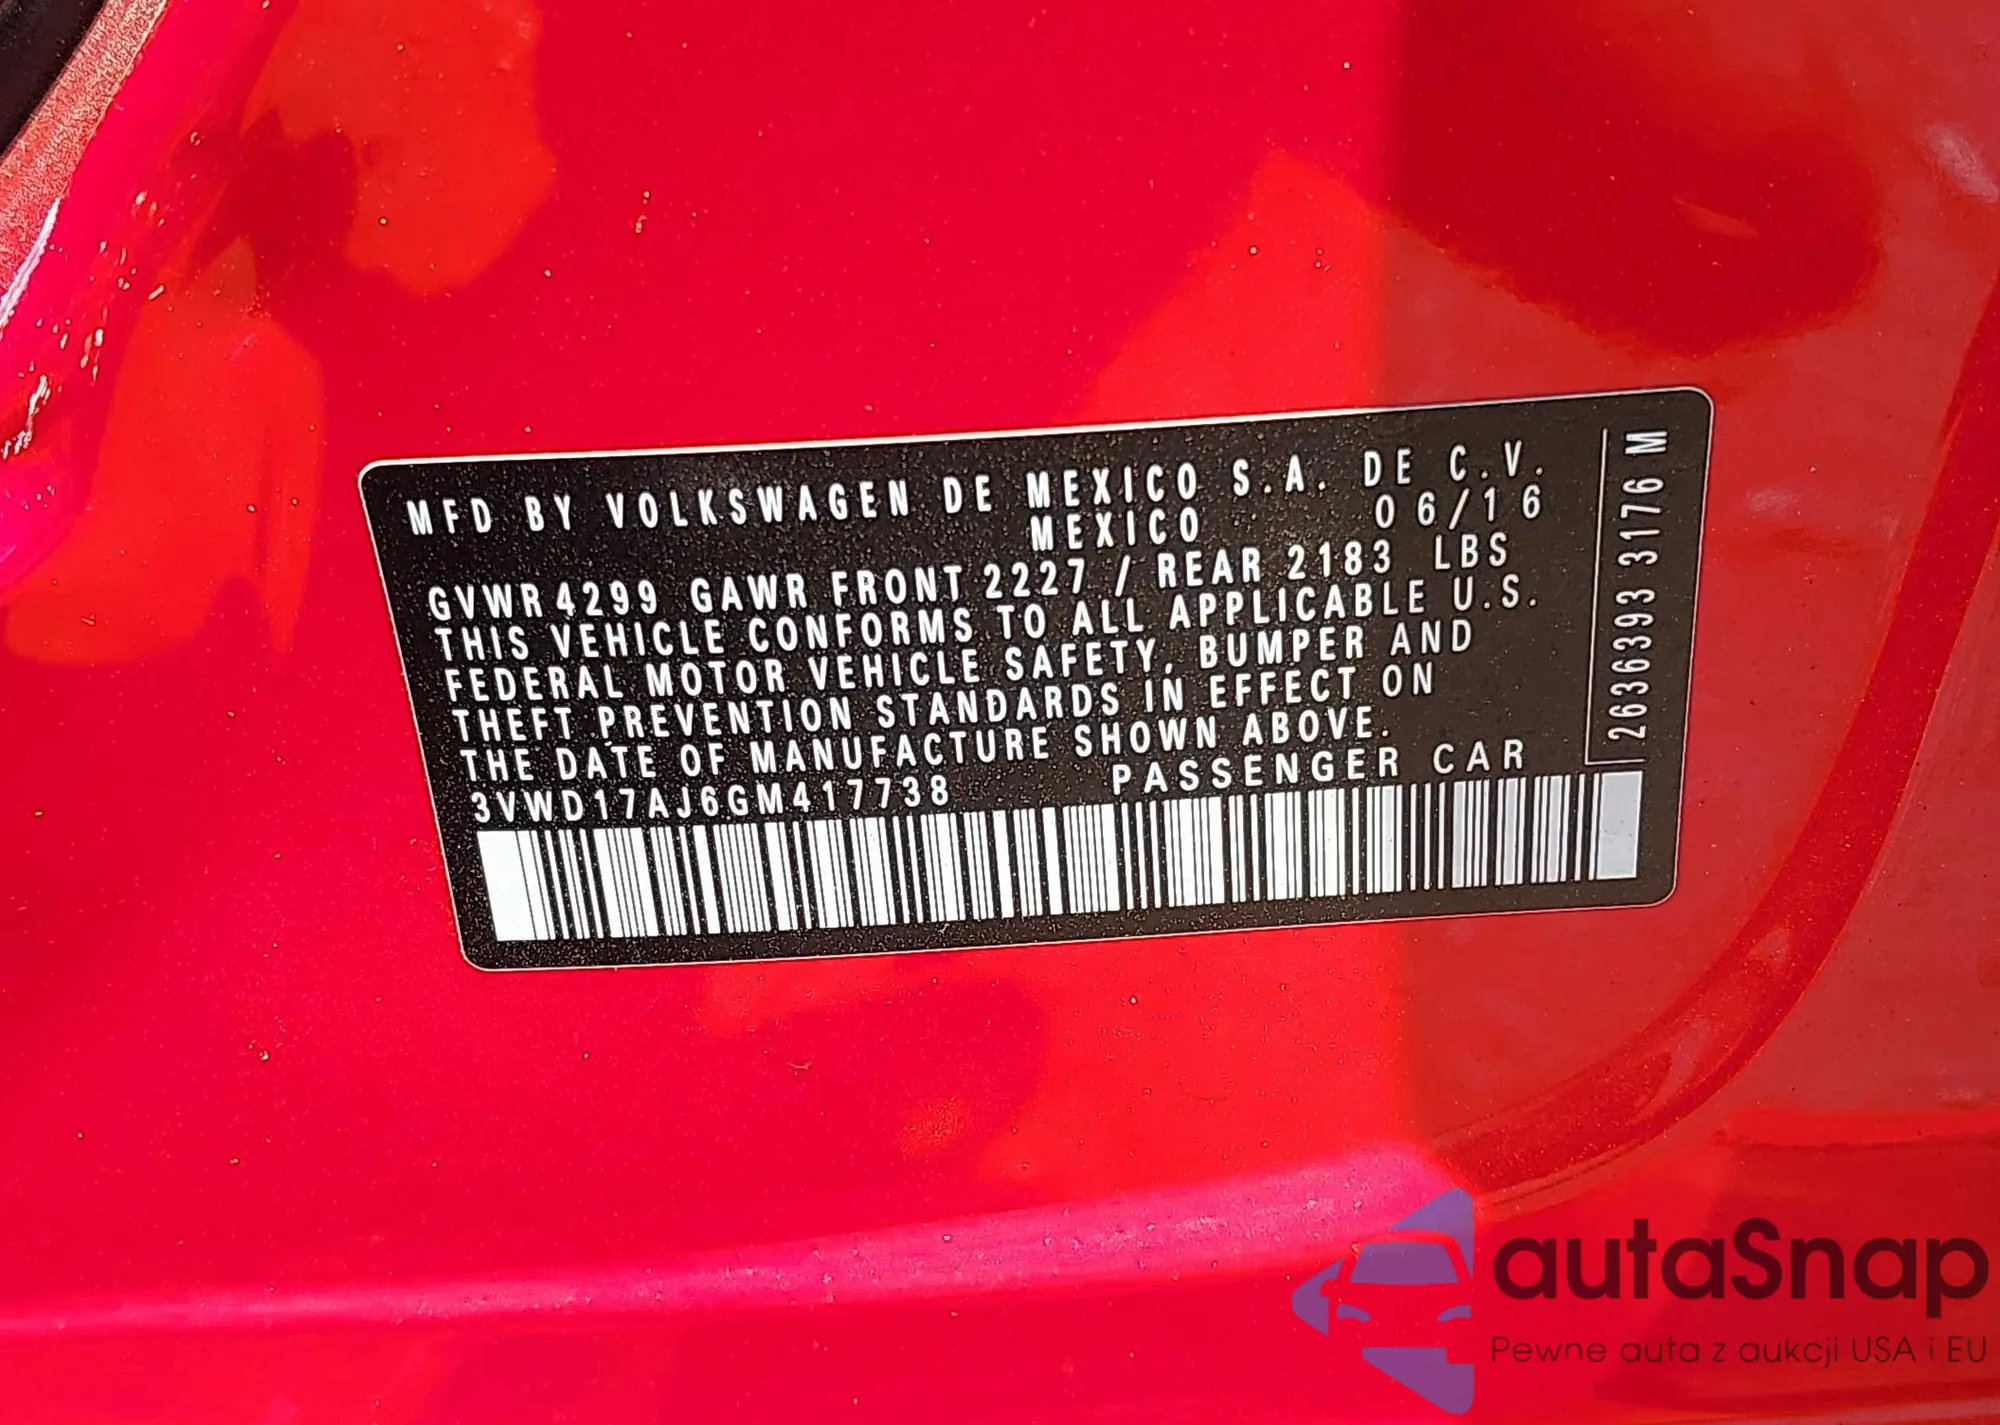 MFD BY VOLKSWAGEN DE MEXICO S.A. DE C.V.
MEXICO 06/16
GVWR 4299 GAWR FRONT 2227 / REAR 2183 LBS
THIS VEHICLE CONFORMS TO ALL APPLICABLE U.S.
FEDERAL MOTOR VEHICLE SAFETY, BUMPER AND
THEFT PREVENTION STANDARDS IN EFFECT ON
THE DATE OF MANUFACTURE SHOWN ABOVE.
3VWD17AJ6GM417738 PASSENGER CAR
2636393 3176 M
autaSnap
Pewne auta z aukcji USA i EU